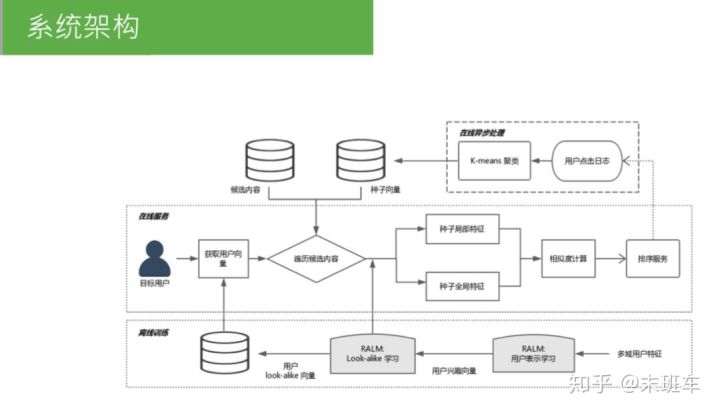 系统架构
在线异步处理
K-means 聚类
用户点击日志
候选内容
种子向量
在线服务
目标用户
获取用户向
量
遍历候选内容
种子局部特征
种子全局特征
相似度计算
排序服务
离线训练
用户
look-alike 向量
RALM:
Look-alike 学习
用户兴趣向量
RALM:
用户表示学习
多域用户特征
知乎 @末班车